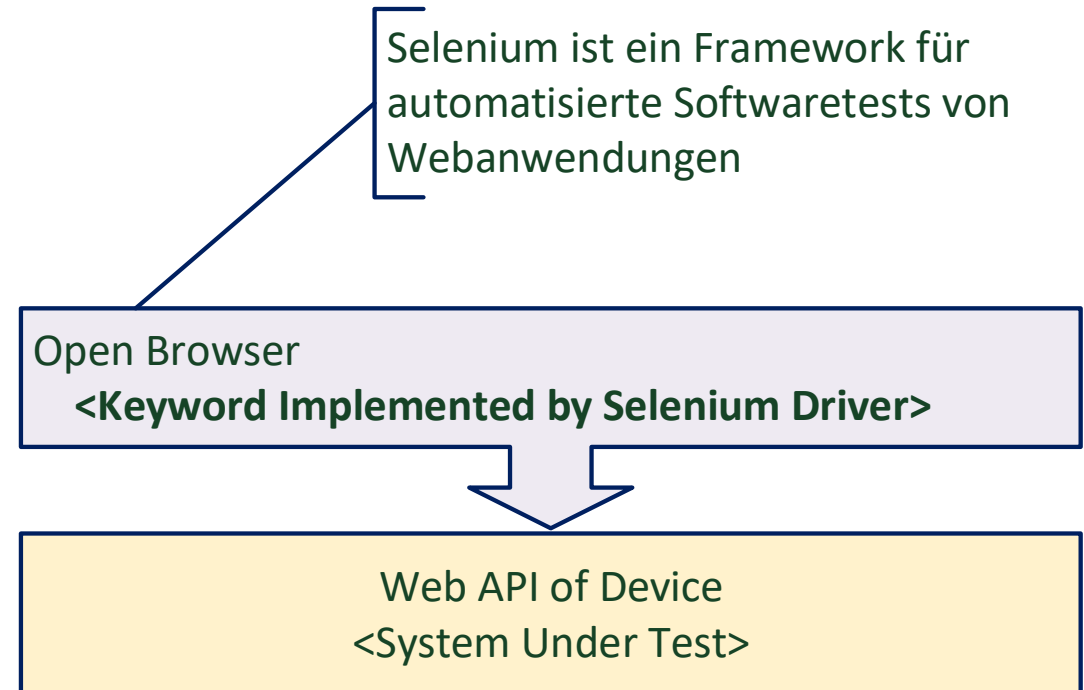 Selenium ist ein Framework für
automatisierte Softwaretests von
Webanwendungen
Open Browser
<Keyword Implemented by Selenium Driver>
Web API of Device
<System Under Test>